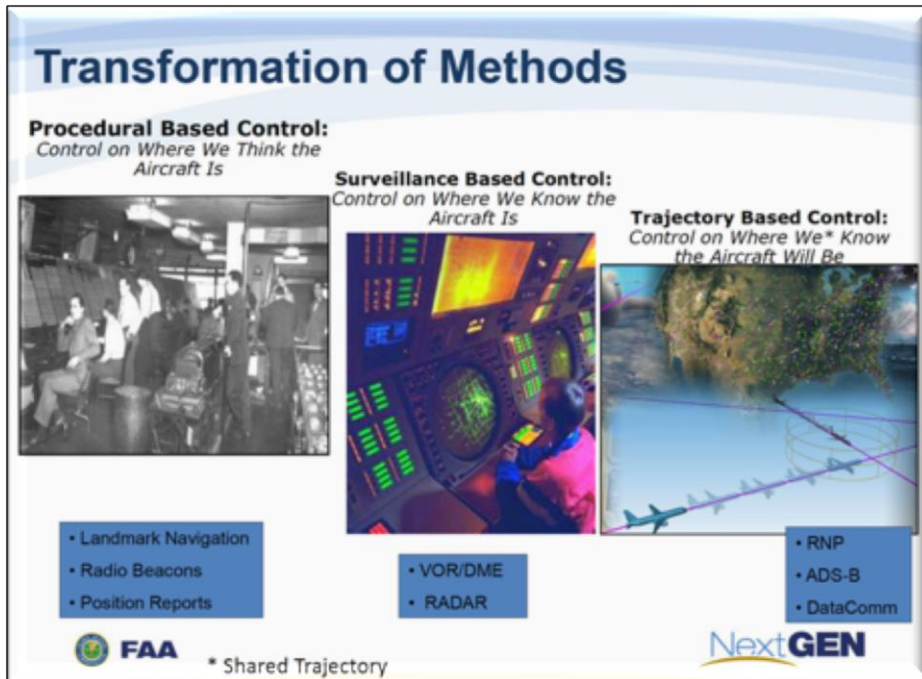 Transformation of Methods
Procedural Based Control:
Control on Where We Think the
Aircraft Is
Surveillance Based Control:
Control on Where We Know the
Aircraft Is
Trajectory Based Control:
Control on Where We* Know
the Aircraft Will Be
• Landmark Navigation
• Radio Beacons
• Position Reports
• VOR/DME
• RADAR
• RNP
• ADS-B
• DataComm
FAA
* Shared Trajectory
NextGEN